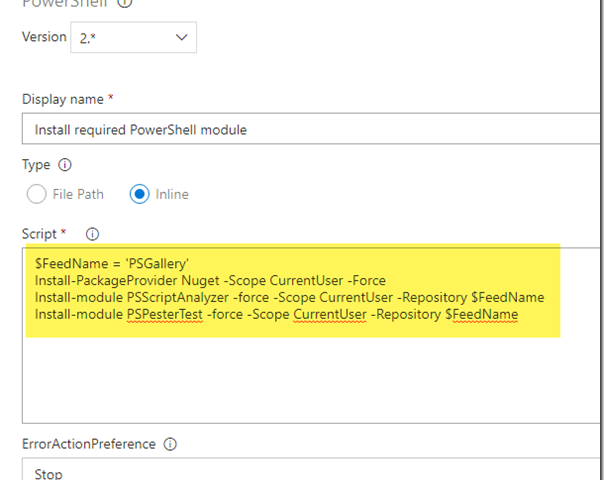 PowerShell
Version 2.*
Display name *
Install required PowerShell module
Type
File Path Inline
Script *
$FeedName = 'PSGallery'
Install-PackageProvider Nuget -Scope CurrentUser -Force
Install-module PSScriptAnalyzer -force -Scope CurrentUser -Repository $FeedName
Install-module PSPesterTest -force -Scope CurrentUser -Repository $FeedName
ErrorActionPreference
Stop